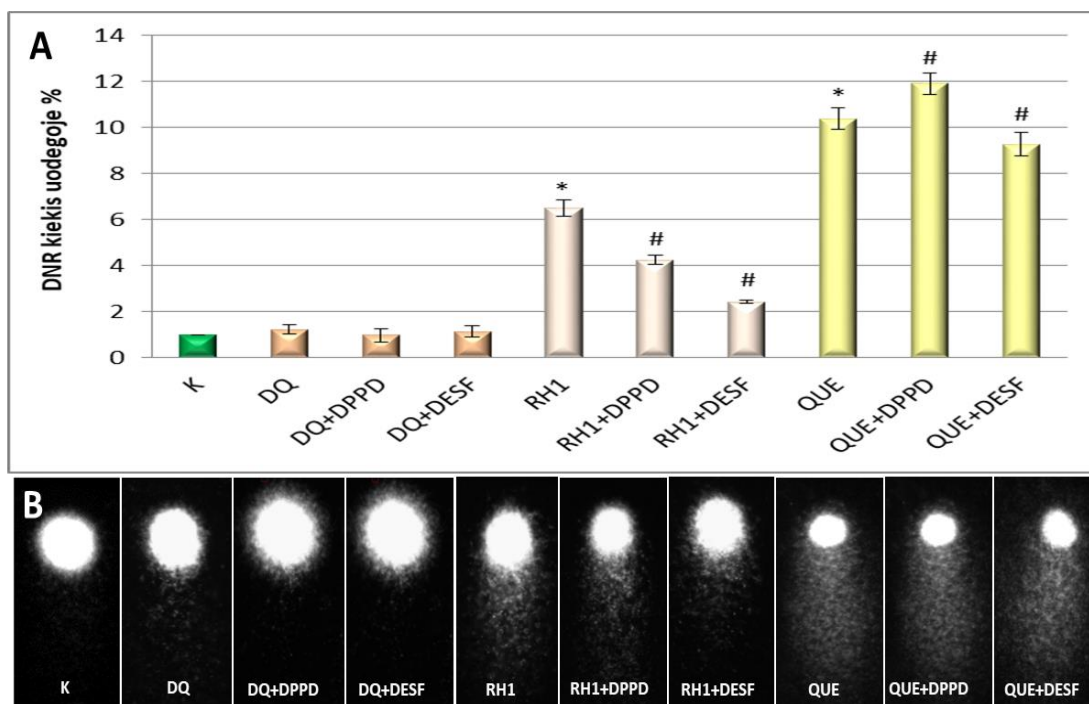 A
DNR kiekis uodegoje %
14
12
10
8
6
4
2
0
*
#
#
*
#
#
K
DQ
DQ+DPPD
DQ+DESF
RH1
RH1+DPPD
RH1+DESF
QUE
QUE+DPPD
QUE+DESF
B
K
DQ
DQ+DPPD
DQ+DESF
RH1
RH1+DPPD
RH1+DESF
QUE
QUE+DPPD
QUE+DESF